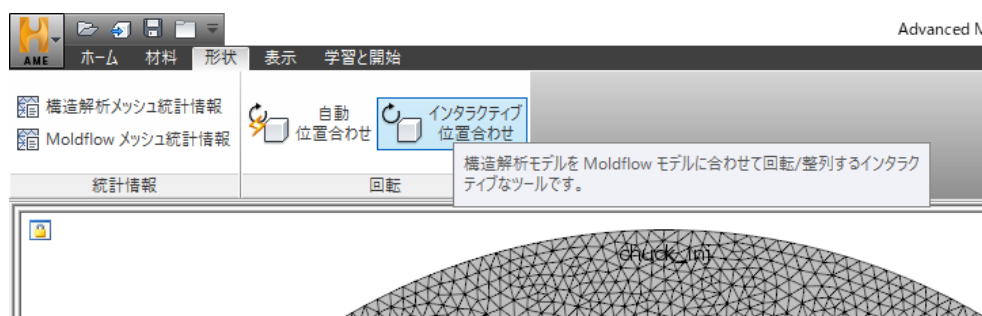 Advanced M
AME
ホーム 材料 形状 表示 学習と開始
構造解析メッシュ統計情報
Moldflow メッシュ統計情報
統計情報
自動
位置合わせ
インタラクティブ
位置合わせ
回転
構造解析モデルを Moldflow モデルに合わせて回転/整列するインタラク
ティブなツールです。
chuck_1nj